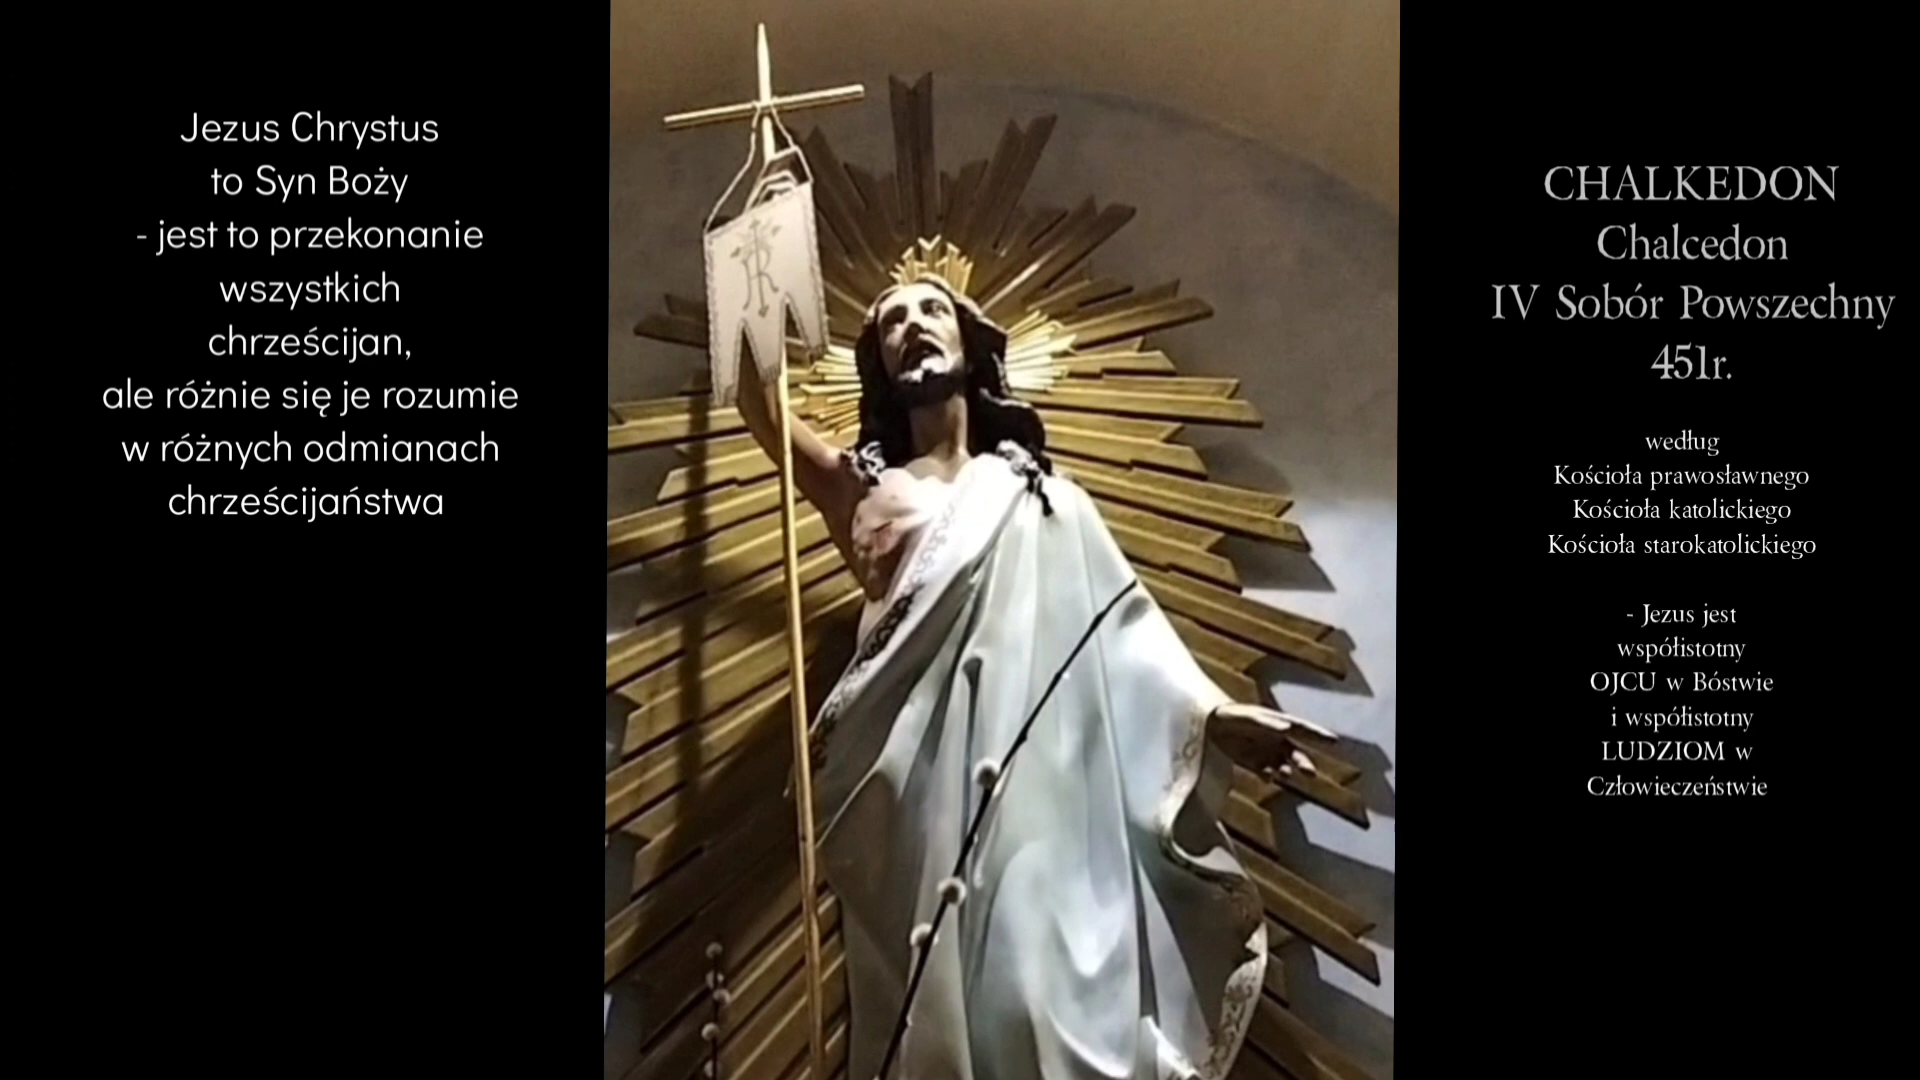 Jezus Chrystus
to Syn Boży
- jest to przekonanie
wszystkich
chrześcijan,
ale różnie się je rozumie
w różnych odmianach
chrześcijaństwa
CHALKEDON
Chalcedon
IV Sobór Powszechny
451r.
według
Kościoła prawosławnego
Kościoła katolickiego
Kościoła starokatolickiego
- Jezus jest
współistotny
OJCU w Bóstwie
i współistotny
LUDZIOM w
Człowieczeństwie